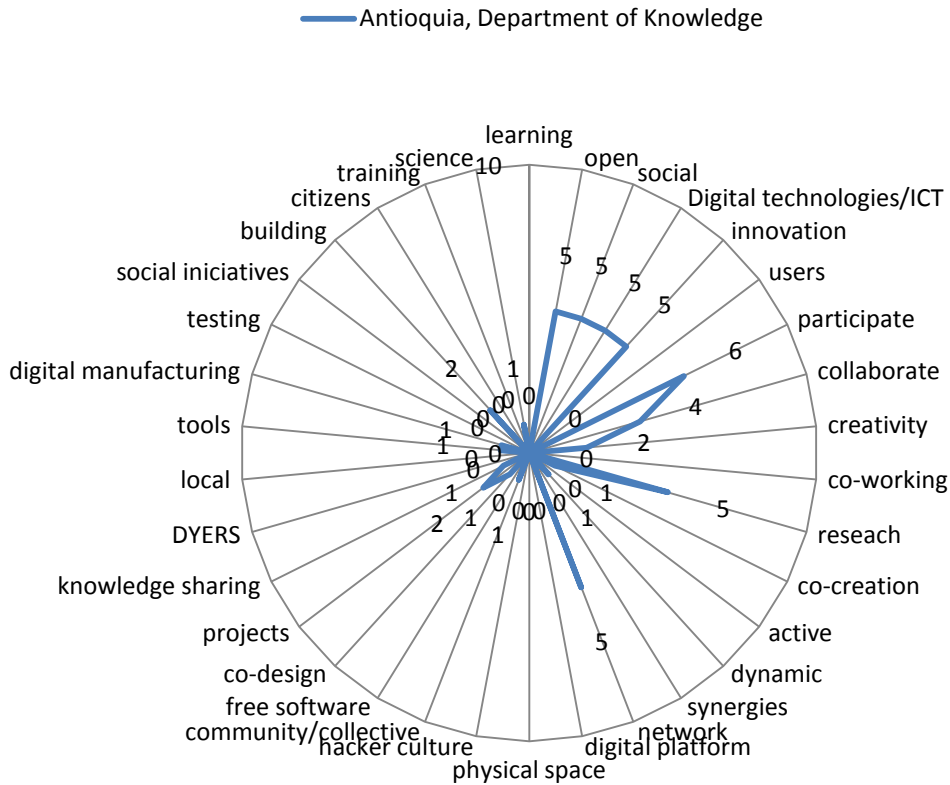 Antioquia, Department of Knowledge
learning
open
social
Digital technologies/ICT
innovation
users
participate
collaborate
creativity
co-working
reseach
co-creation
active
dynamic
synergies
network
digital platform
physical space
hacker culture
community/collective
free software
co-design
projects
knowledge sharing
DYERS
local
tools
digital manufacturing
testing
social iniciatives
building
citizens
training
science
10
0
0
5
5
5
5
0
6
4
2
0
5
1
0
1
0
5
0
0
0
1
0
1
2
1
0
0
1
1
0
0
2
0
0
1